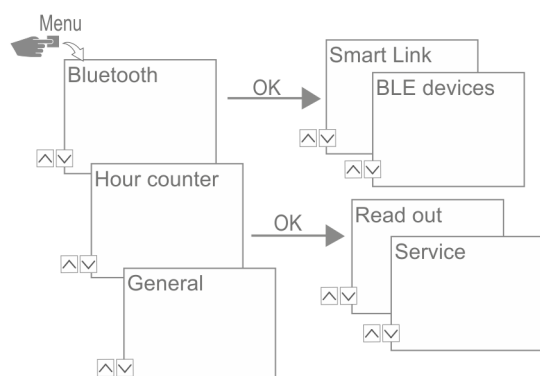 Menu
Bluetooth
OK
Smart Link
BLE devices
Hour counter
OK
Read out
Service
General